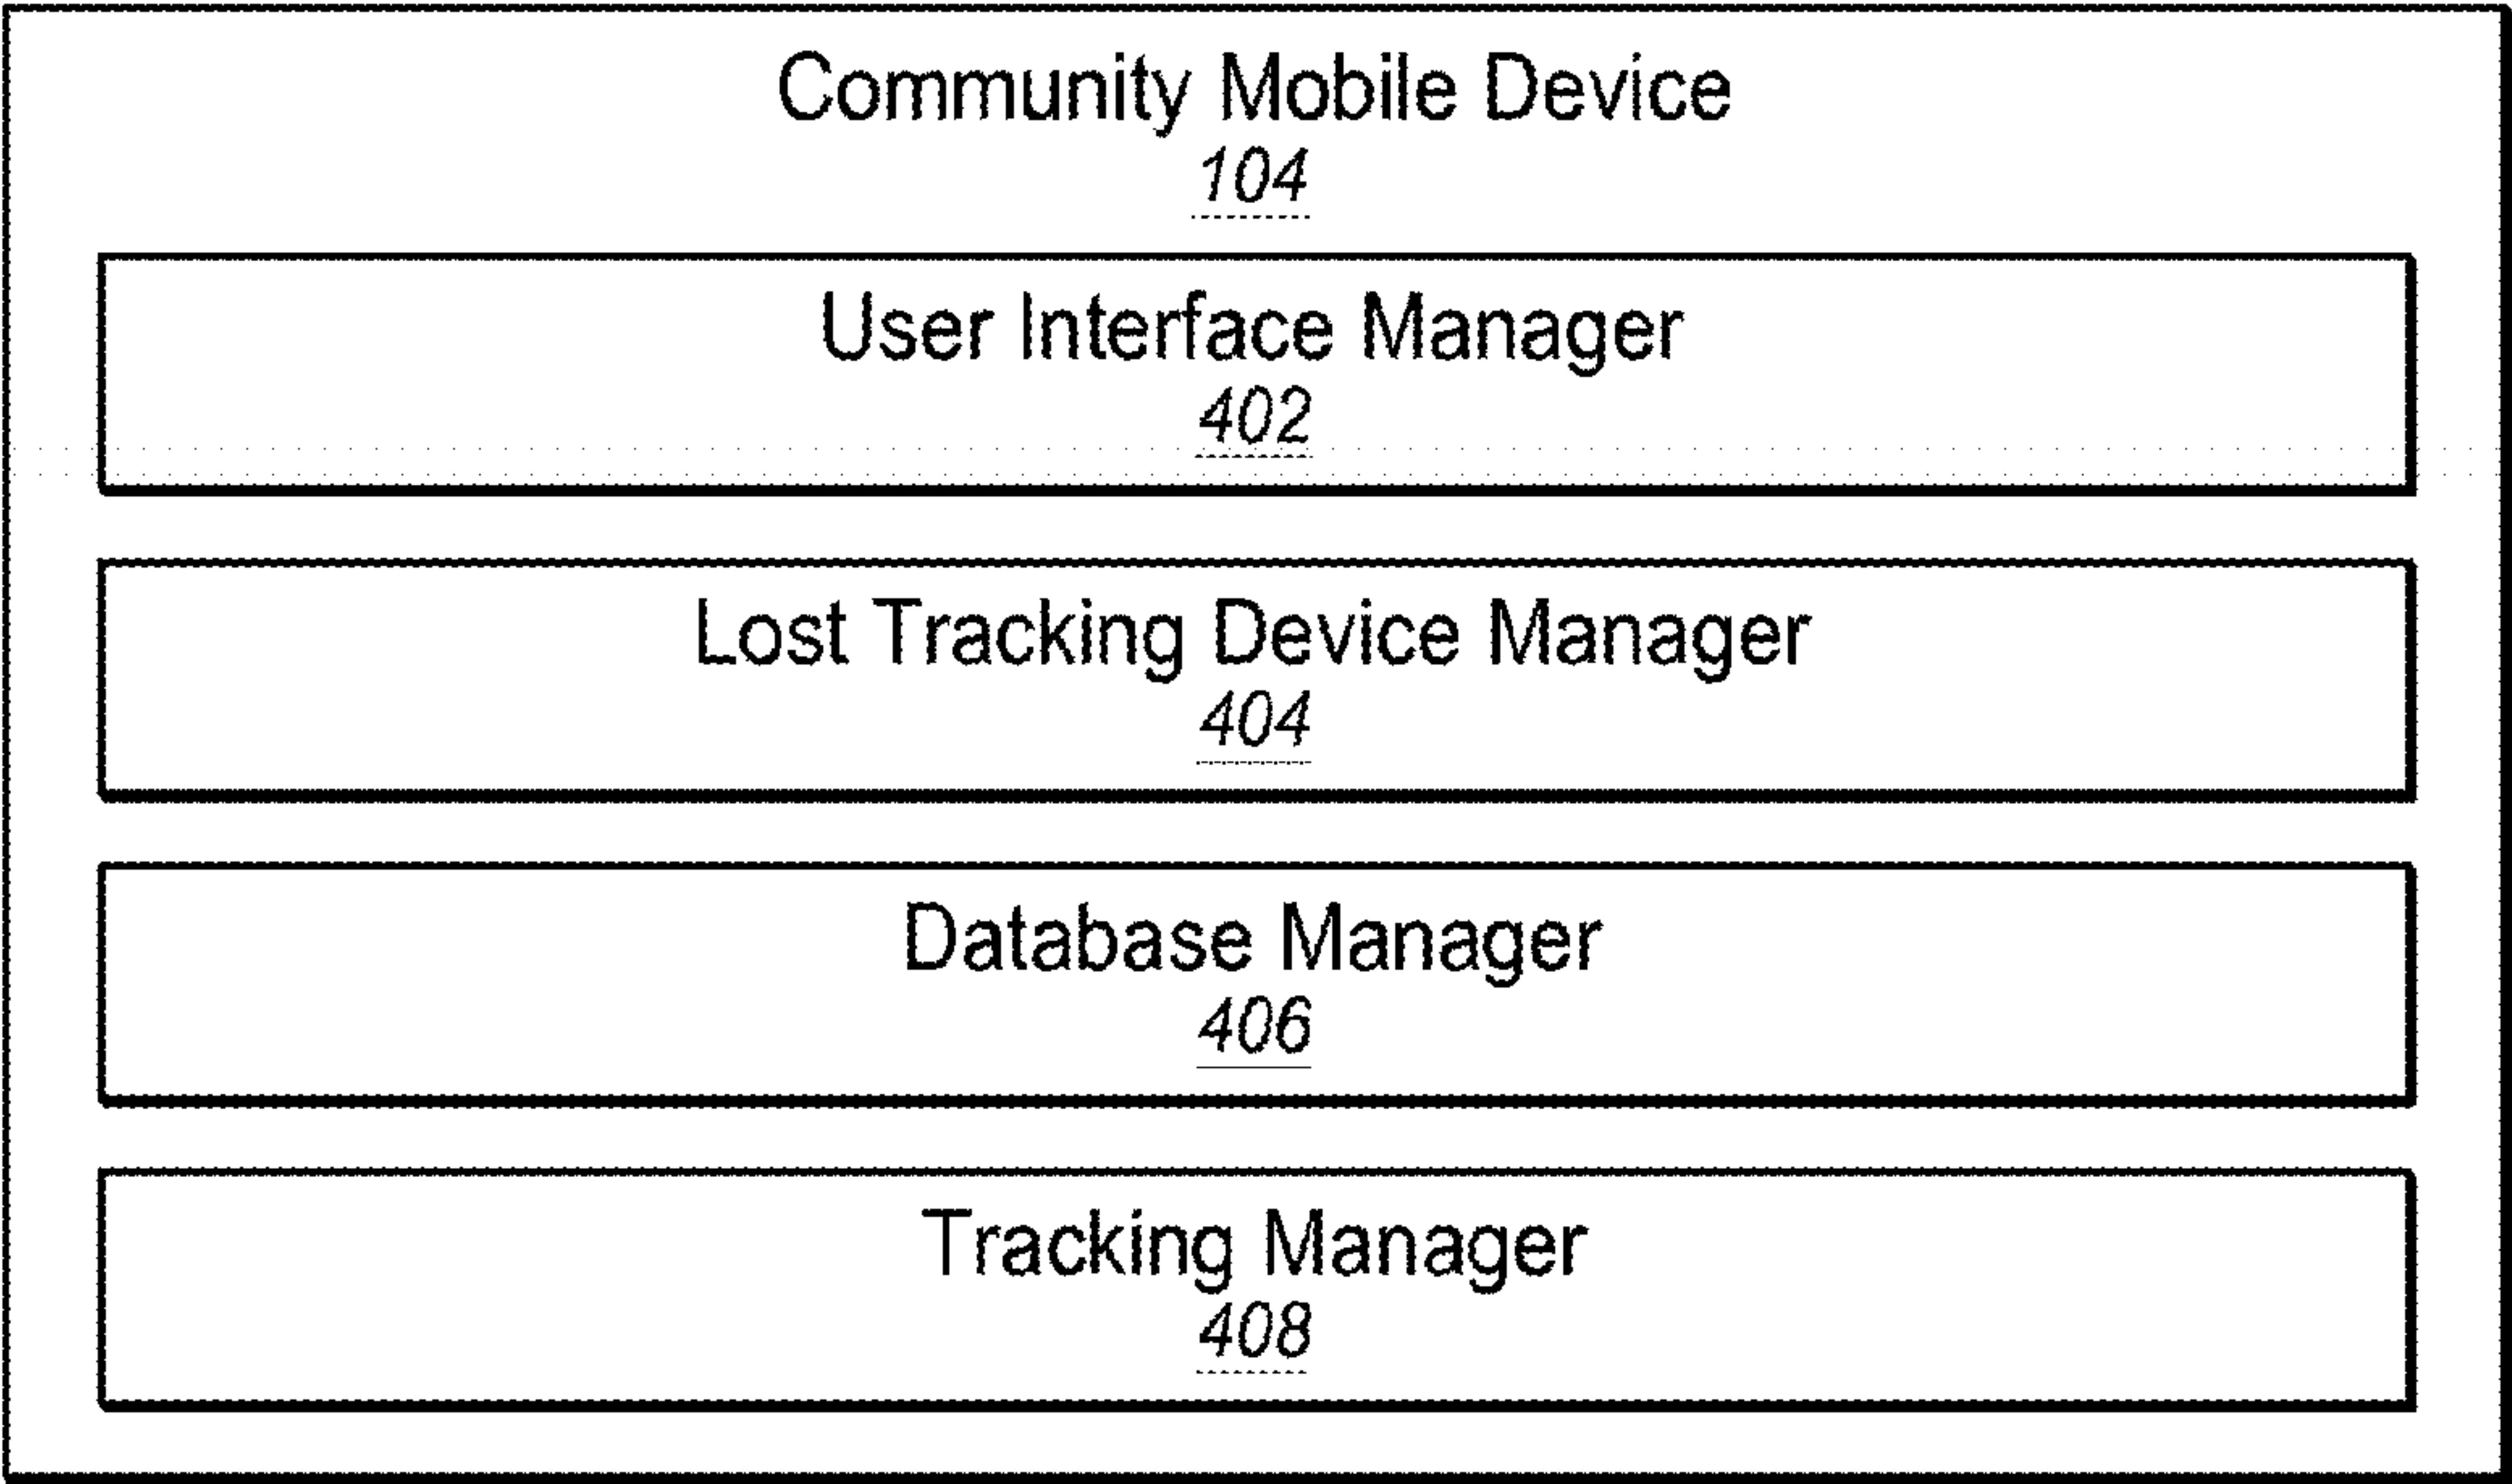 Community Mobile Device
104
User Interface Manager
402
Lost Tracking Device Manager
404
Database Manager
406
Tracking Manager
408